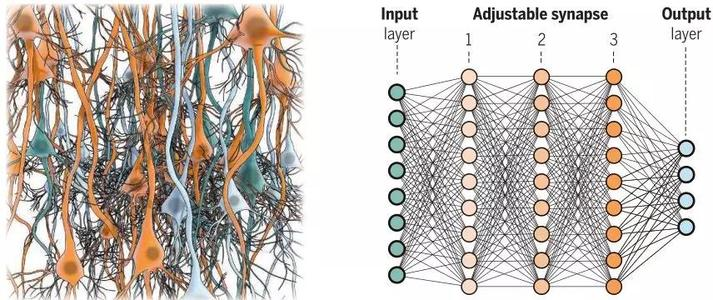 Input
layer
Adjustable synapse
1 2 3
Output
layer